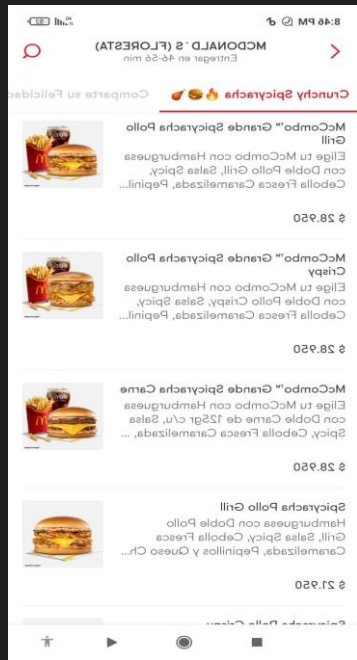 8:46 PM
52
MCDONALD´S (FLORESTA)
Entregar en 46-56 min
Crunchy Spicyracha 🔥🍔🌶 Comparte su Felicidad
McCombo™ Grande Spicyracha Pollo
Grill
Elige tu McCombo con Hamburguesa
con Doble Pollo Grill, Salsa Spicy,
Cebolla Fresca Caramelizada, Pepinil...
$ 28.950
McCombo™ Grande Spicyracha Pollo
Crispy
Elige tu McCombo con Hamburguesa
con Doble Pollo Crispy, Salsa Spicy,
Cebolla Fresca Caramelizada, Pepinil...
$ 28.950
McCombo™ Grande Spicyracha Carne
Elige tu McCombo con Hamburguesa
con Doble Carne de 125gr c/u, Salsa
Spicy, Cebolla Fresca Caramelizada, ...
$ 28.950
Spicyracha Pollo Grill
Hamburguesa con Doble Pollo
Grill, Salsa Spicy, Cebolla Fresca
Caramelizada, Pepinillos y Queso Ch...
$ 21.950
Spicyracha Pollo Crispy